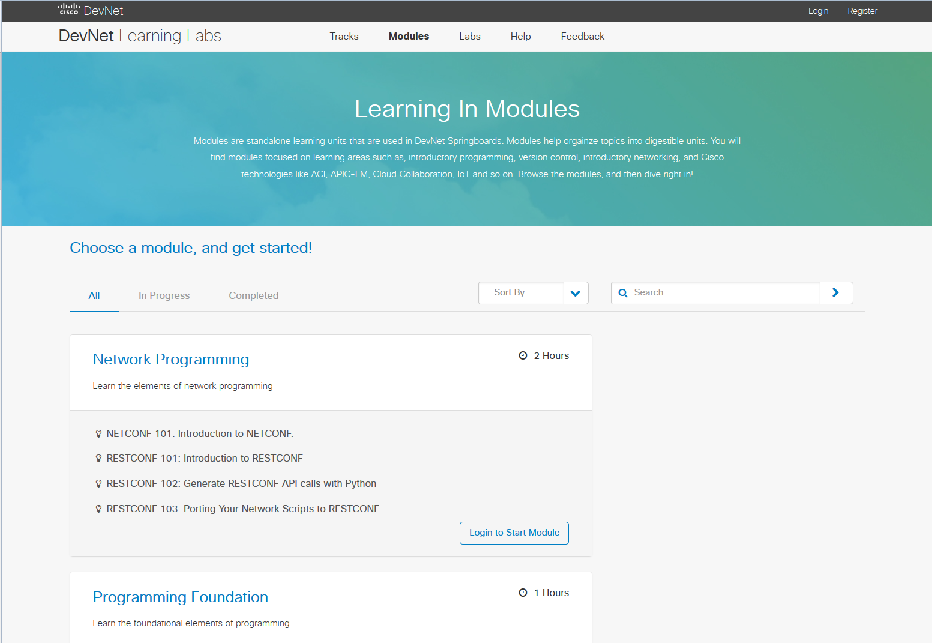 CISCO DevNet
Login Register
DevNet Learning Labs
Tracks Modules Labs Help Feedback
Learning In Modules
Modules are standalone learning units that are used in DevNet Springboards. Modules help orgainze topics into digestible units. You will
find modules focused on learning areas such as, introductory programming, version control, introductory networking, and Cisco
technologies like ACI, APIC-EM, Cloud Collaboration, IoT and so on. Browse the modules, and then dive right in!
Choose a module, and get started!
All In Progress Completed
Sort By
Search
Network Programming
2 Hours
Learn the elements of network programming
NETCONF 101: Introduction to NETCONF.
RESTCONF 101: Introduction to RESTCONF
RESTCONF 102: Generate RESTCONF API calls with Python
RESTCONF 103: Porting Your Network Scripts to RESTCONF
Login to Start Module
Programming Foundation
1 Hours
Learn the foundational elements of programming.